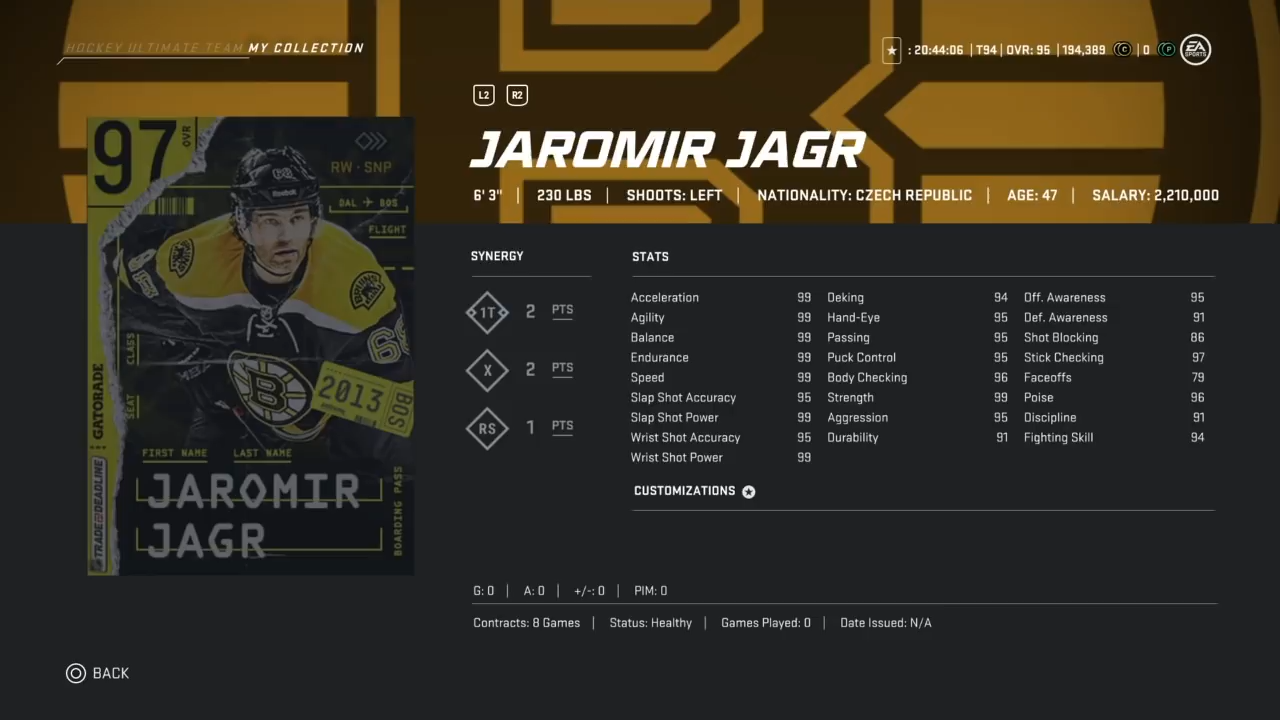 HOCKEY ULTIMATE TEAM MY COLLECTION
: 20:44:06 | T94 | OVR: 95 | 194,389 C | 0 P EA SPORTS
L2 R2
JAROMIR JAGR
6' 3" | 230 LBS | SHOOTS: LEFT | NATIONALITY: CZECH REPUBLIC | AGE: 47 | SALARY: 2,210,000
97 OVR
RW · SNP
DAL BOS
FLIGHT
Reebok
BRUINS
68
B
2013
BOS
CLASS
SEAT
GATORADE
TRADE DEADLINE
FIRST NAME LAST NAME
JAROMIR
JAGR
BOARDING PASS
SYNERGY
1T 2 PTS
X 2 PTS
RS 1 PTS
STATS
Acceleration 99 Deking 94 Off. Awareness 95
Agility 99 Hand-Eye 95 Def. Awareness 91
Balance 99 Passing 95 Shot Blocking 86
Endurance 99 Puck Control 95 Stick Checking 97
Speed 99 Body Checking 96 Faceoffs 79
Slap Shot Accuracy 95 Strength 99 Poise 96
Slap Shot Power 99 Aggression 95 Discipline 91
Wrist Shot Accuracy 95 Durability 91 Fighting Skill 94
Wrist Shot Power 99
CUSTOMIZATIONS
G: 0 | A: 0 | +/-: 0 | PIM: 0
Contracts: 8 Games | Status: Healthy | Games Played: 0 | Date Issued: N/A
BACK